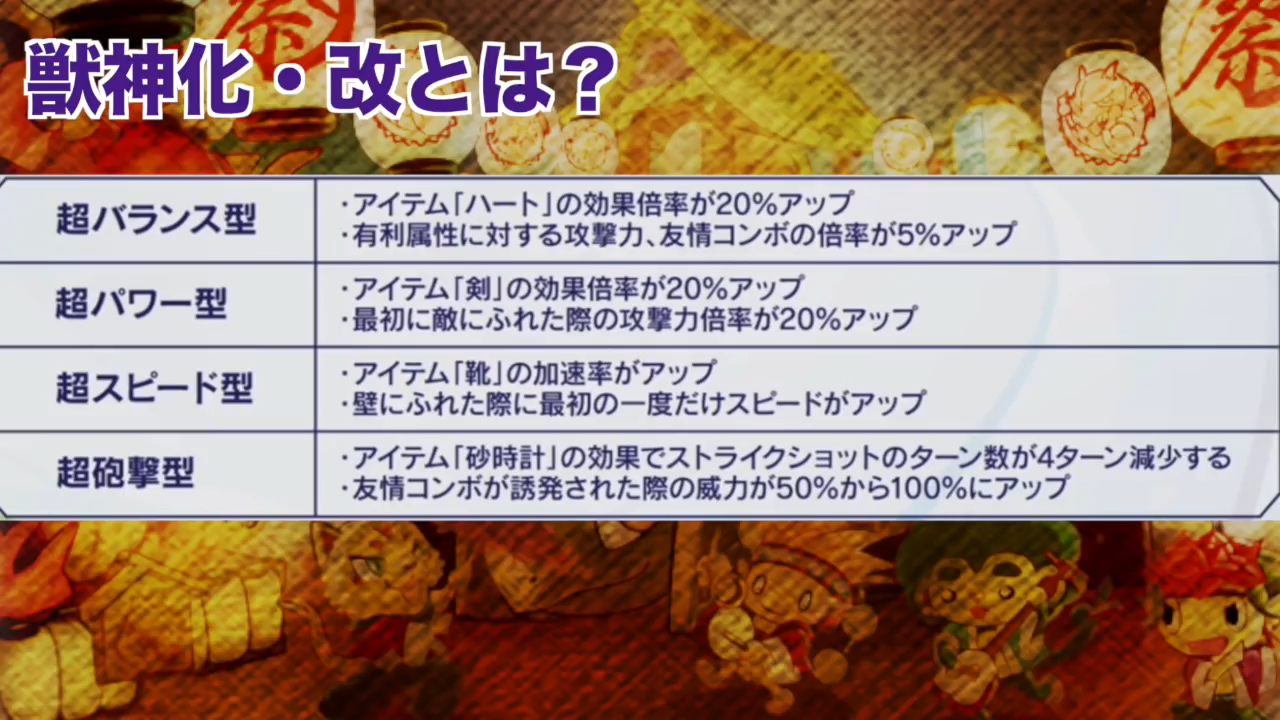 祭
祭
獣神化・改とは？
超バランス型
・アイテム「ハート」の効果倍率が20%アップ
・有利属性に対する攻撃力、友情コンボの倍率が5%アップ
超パワー型
・アイテム「剣」の効果倍率が20%アップ
・最初に敵にふれた際の攻撃力倍率が20%アップ
超スピード型
・アイテム「靴」の加速率がアップ
・壁にふれた際に最初の一度だけスピードがアップ
超砲撃型
・アイテム「砂時計」の効果でストライクショットのターン数が4ターン減少する
・友情コンボが誘発された際の威力が50%から100%にアップ